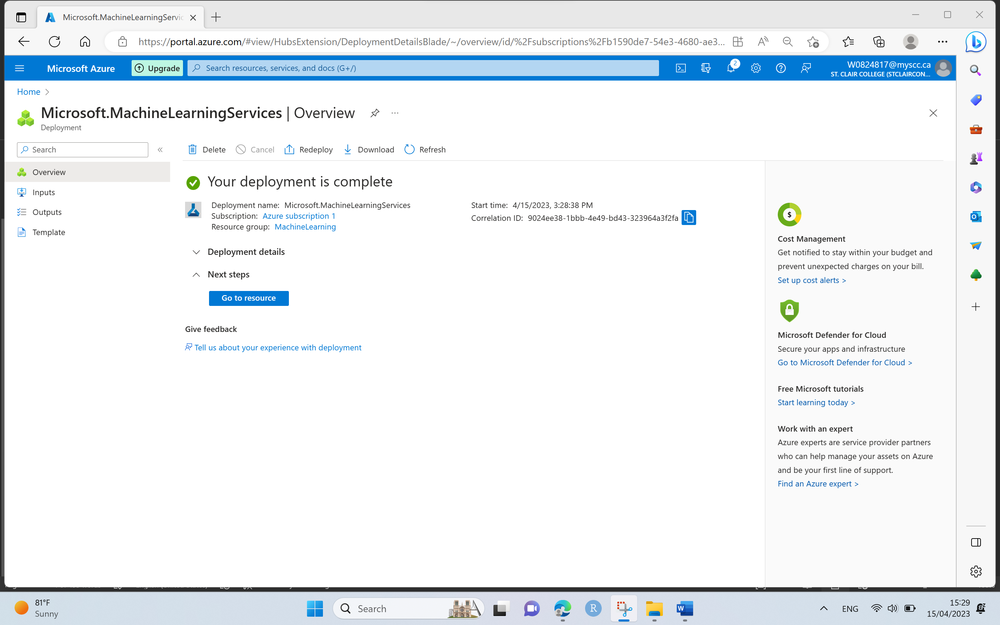 Microsoft.MachineLearningServic
https://portal.azure.com/#view/HubsExtension/DeploymentDetailsBlade/~/overview/id/%2Fsubscriptions%2Fb1590de7-54e3-4680-ae3...
Microsoft Azure
Upgrade
Search resources, services, and docs (G+/)
2
W0824817@myscc.ca
ST. CLAIR COLLEGE (STCLAIRCON...
Home
Microsoft.MachineLearningServices | Overview
Deployment
Search
Delete
Cancel
Redeploy
Download
Refresh
Overview
Inputs
Outputs
Template
Your deployment is complete
Deployment name: Microsoft.MachineLearningServices
Subscription: Azure subscription 1
Resource group: MachineLearning
Start time: 4/15/2023, 3:28:38 PM
Correlation ID: 9024ee38-1bbb-4e49-bd43-323964a3f2fa
Deployment details
Next steps
Go to resource
Give feedback
Tell us about your experience with deployment
Cost Management
Get notified to stay within your budget and
prevent unexpected charges on your bill.
Set up cost alerts >
Microsoft Defender for Cloud
Secure your apps and infrastructure
Go to Microsoft Defender for Cloud >
Free Microsoft tutorials
Start learning today >
Work with an expert
Azure experts are service provider partners
who can help manage your assets on Azure
and be your first line of support.
Find an Azure expert >
81°F
Sunny
Search
ENG
15:29
15/04/2023